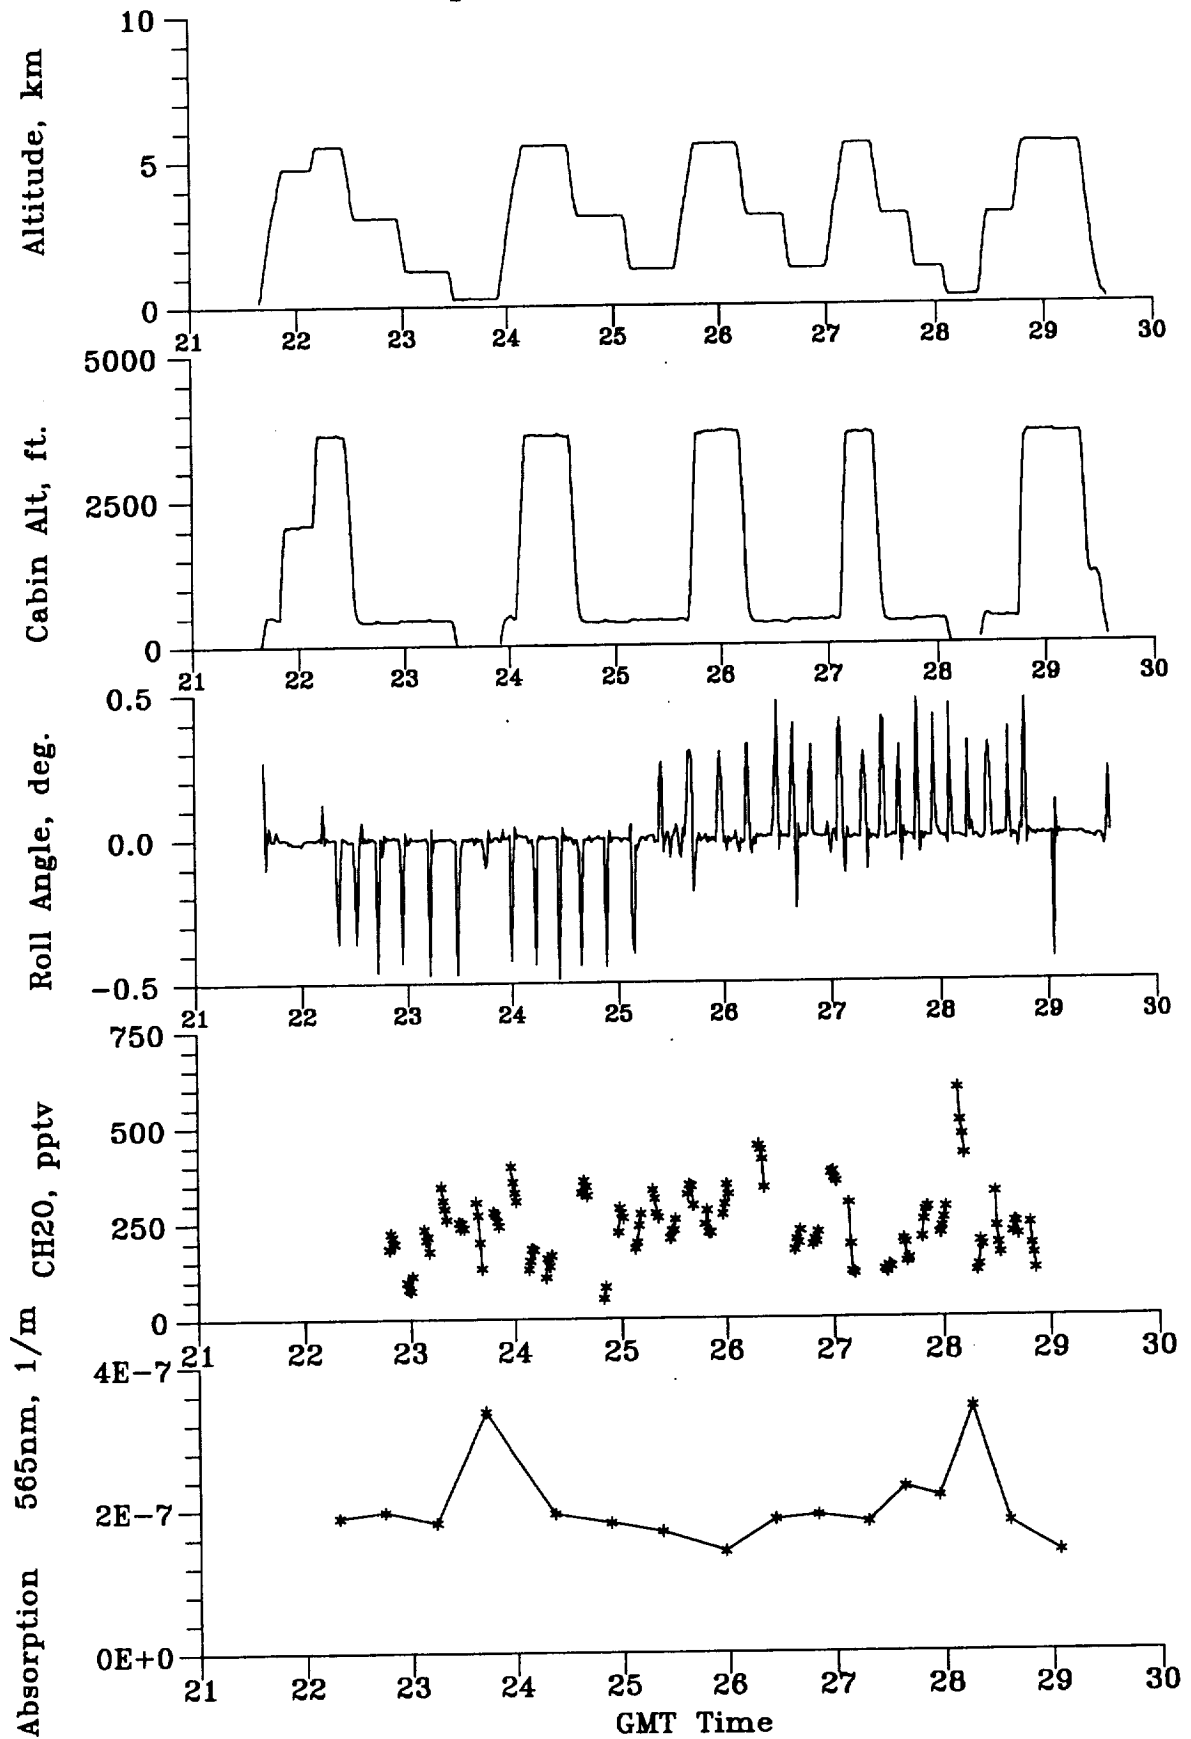 10
5
0
Altitude, km
21 22 23 24 25 26 27 28 29 30
5000
2500
0
Cabin Alt, ft.
21 22 23 24 25 26 27 28 29 30
0.5
0.0
-0.5
Roll Angle, deg.
21 22 23 24 25 26 27 28 29 30
750
500
250
0
CH2O, pptv
21 22 23 24 25 26 27 28 29 30
4E-7
2E-7
0E+0
Absorption 565nm, 1/m
21 22 23 24 25 26 27 28 29 30
GMT Time